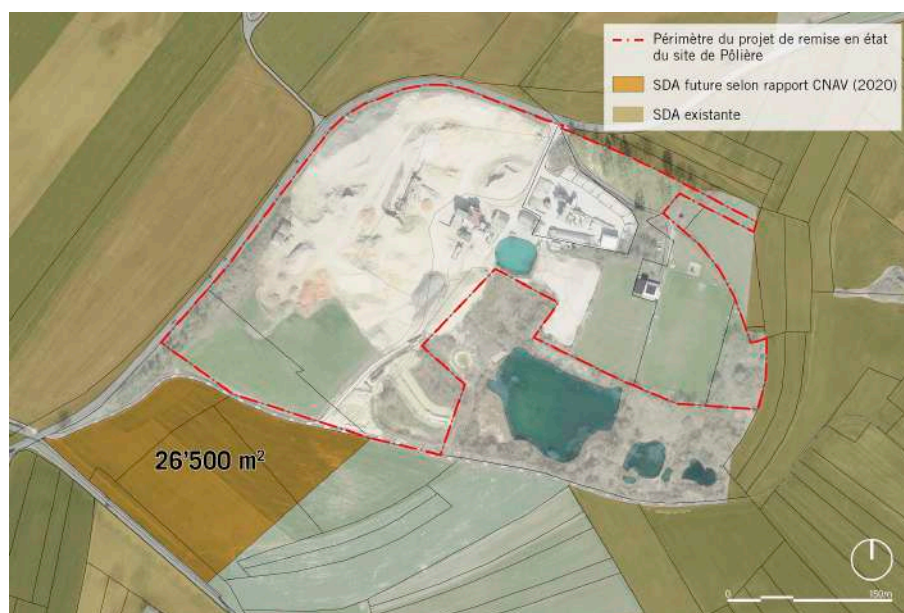 Périmètre du projet de remise en état
du site de Pôlière
SDA future selon rapport CNAV (2020)
SDA existante
26'500 m²
0
150m